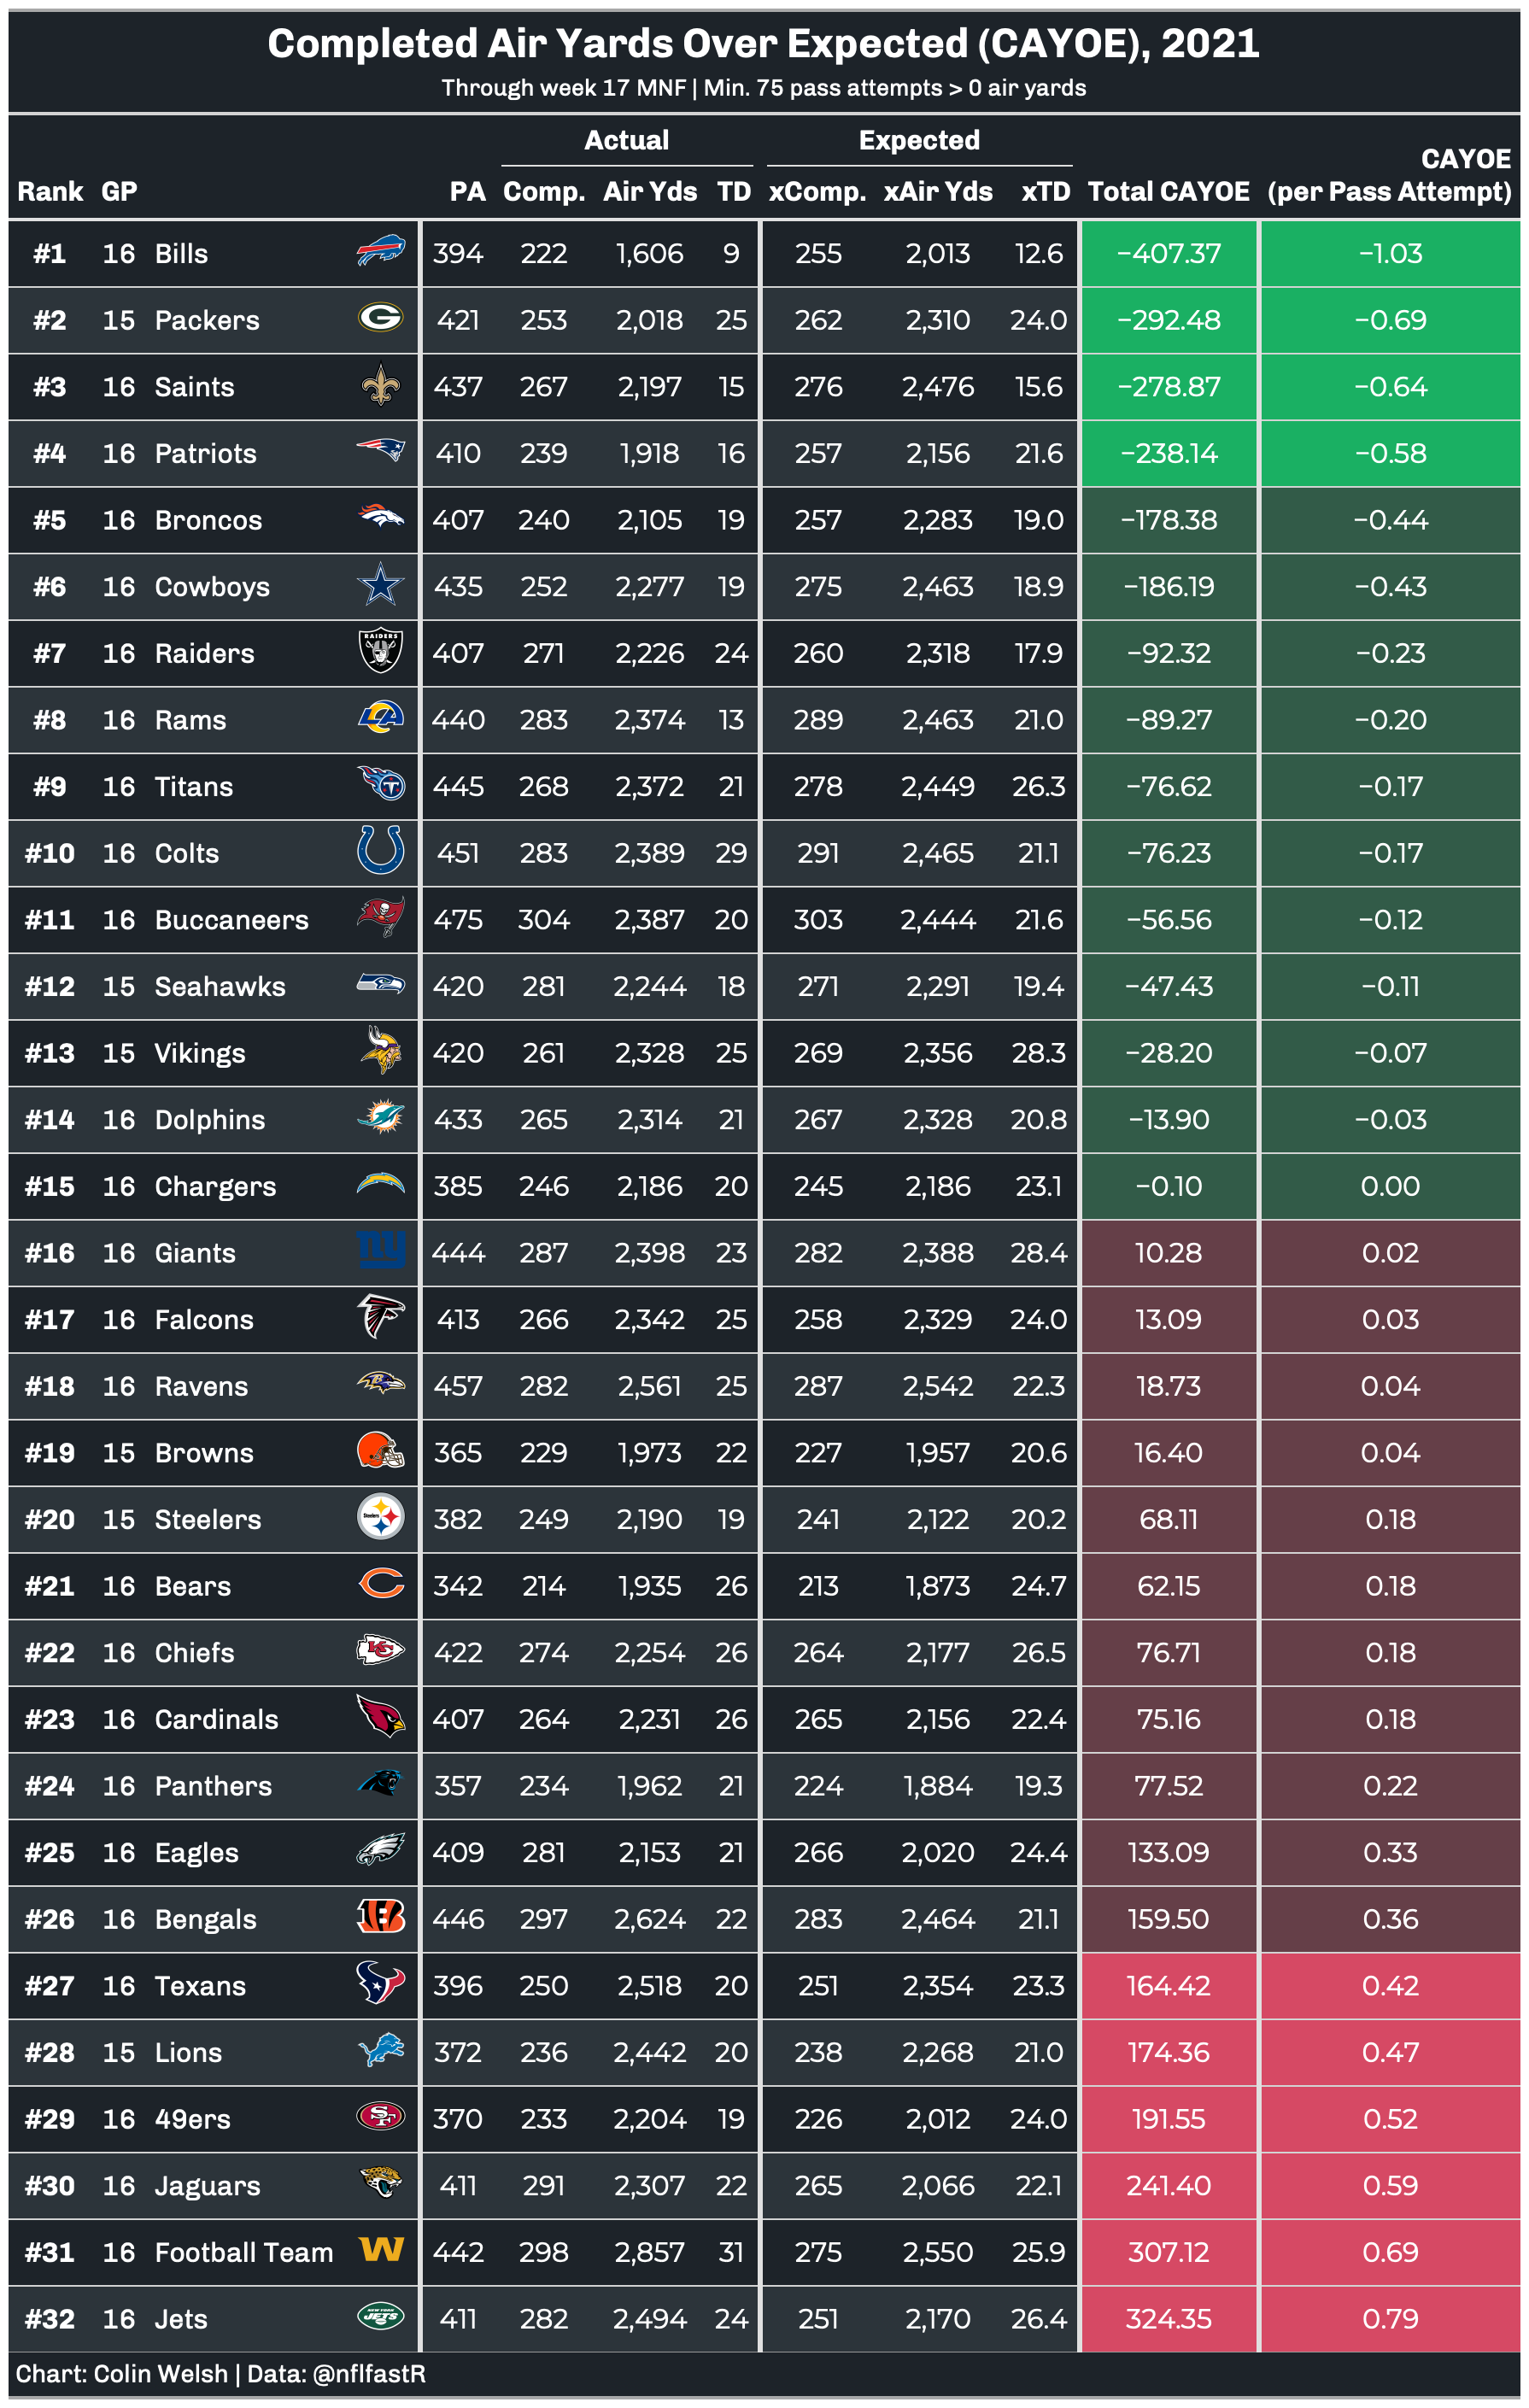 Completed Air Yards Over Expected (CAYOE), 2021
Through week 17 MNF | Min. 75 pass attempts > 0 air yards
Actual Expected
CAYOE
Rank GP PA Comp. Air Yds TD xComp. xAir Yds xTD Total CAYOE (per Pass Attempt)
#1 16 Bills 394 222 1,606 9 255 2,013 12.6 −407.37 −1.03
#2 15 Packers 421 253 2,018 25 262 2,310 24.0 −292.48 −0.69
#3 16 Saints 437 267 2,197 15 276 2,476 15.6 −278.87 −0.64
#4 16 Patriots 410 239 1,918 16 257 2,156 21.6 −238.14 −0.58
#5 16 Broncos 407 240 2,105 19 257 2,283 19.0 −178.38 −0.44
#6 16 Cowboys 435 252 2,277 19 275 2,463 18.9 −186.19 −0.43
#7 16 Raiders RAIDERS 407 271 2,226 24 260 2,318 17.9 −92.32 −0.23
#8 16 Rams LA 440 283 2,374 13 289 2,463 21.0 −89.27 −0.20
#9 16 Titans T 445 268 2,372 21 278 2,449 26.3 −76.62 −0.17
#10 16 Colts 451 283 2,389 29 291 2,465 21.1 −76.23 −0.17
#11 16 Buccaneers 475 304 2,387 20 303 2,444 21.6 −56.56 −0.12
#12 15 Seahawks 420 281 2,244 18 271 2,291 19.4 −47.43 −0.11
#13 15 Vikings 420 261 2,328 25 269 2,356 28.3 −28.20 −0.07
#14 16 Dolphins 433 265 2,314 21 267 2,328 20.8 −13.90 −0.03
#15 16 Chargers 385 246 2,186 20 245 2,186 23.1 −0.10 0.00
#16 16 Giants ny 444 287 2,398 23 282 2,388 28.4 10.28 0.02
#17 16 Falcons 413 266 2,342 25 258 2,329 24.0 13.09 0.03
#18 16 Ravens B 457 282 2,561 25 287 2,542 22.3 18.73 0.04
#19 15 Browns 365 229 1,973 22 227 1,957 20.6 16.40 0.04
#20 15 Steelers Steelers 382 249 2,190 19 241 2,122 20.2 68.11 0.18
#21 16 Bears C 342 214 1,935 26 213 1,873 24.7 62.15 0.18
#22 16 Chiefs KC 422 274 2,254 26 264 2,177 26.5 76.71 0.18
#23 16 Cardinals 407 264 2,231 26 265 2,156 22.4 75.16 0.18
#24 16 Panthers 357 234 1,962 21 224 1,884 19.3 77.52 0.22
#25 16 Eagles 409 281 2,153 21 266 2,020 24.4 133.09 0.33
#26 16 Bengals B 446 297 2,624 22 283 2,464 21.1 159.50 0.36
#27 16 Texans 396 250 2,518 20 251 2,354 23.3 164.42 0.42
#28 15 Lions 372 236 2,442 20 238 2,268 21.0 174.36 0.47
#29 16 49ers SF 370 233 2,204 19 226 2,012 24.0 191.55 0.52
#30 16 Jaguars 411 291 2,307 22 265 2,066 22.1 241.40 0.59
#31 16 Football Team W 442 298 2,857 31 275 2,550 25.9 307.12 0.69
#32 16 Jets NEW YORK JETS 411 282 2,494 24 251 2,170 26.4 324.35 0.79
Chart: Colin Welsh | Data: @nflfastR